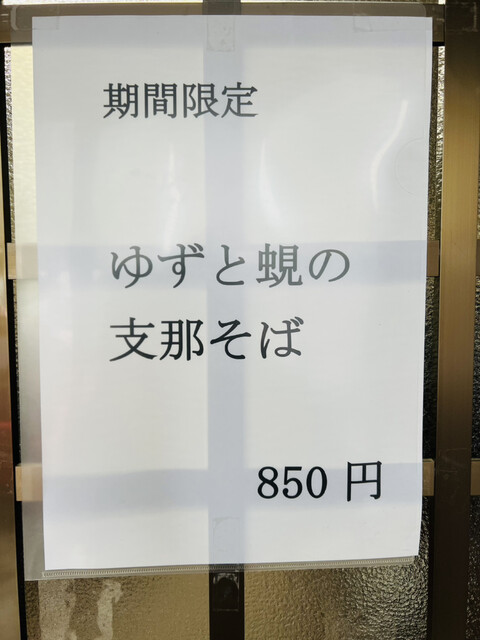 期間限定
ゆずと蜆の
支那そば
850 円